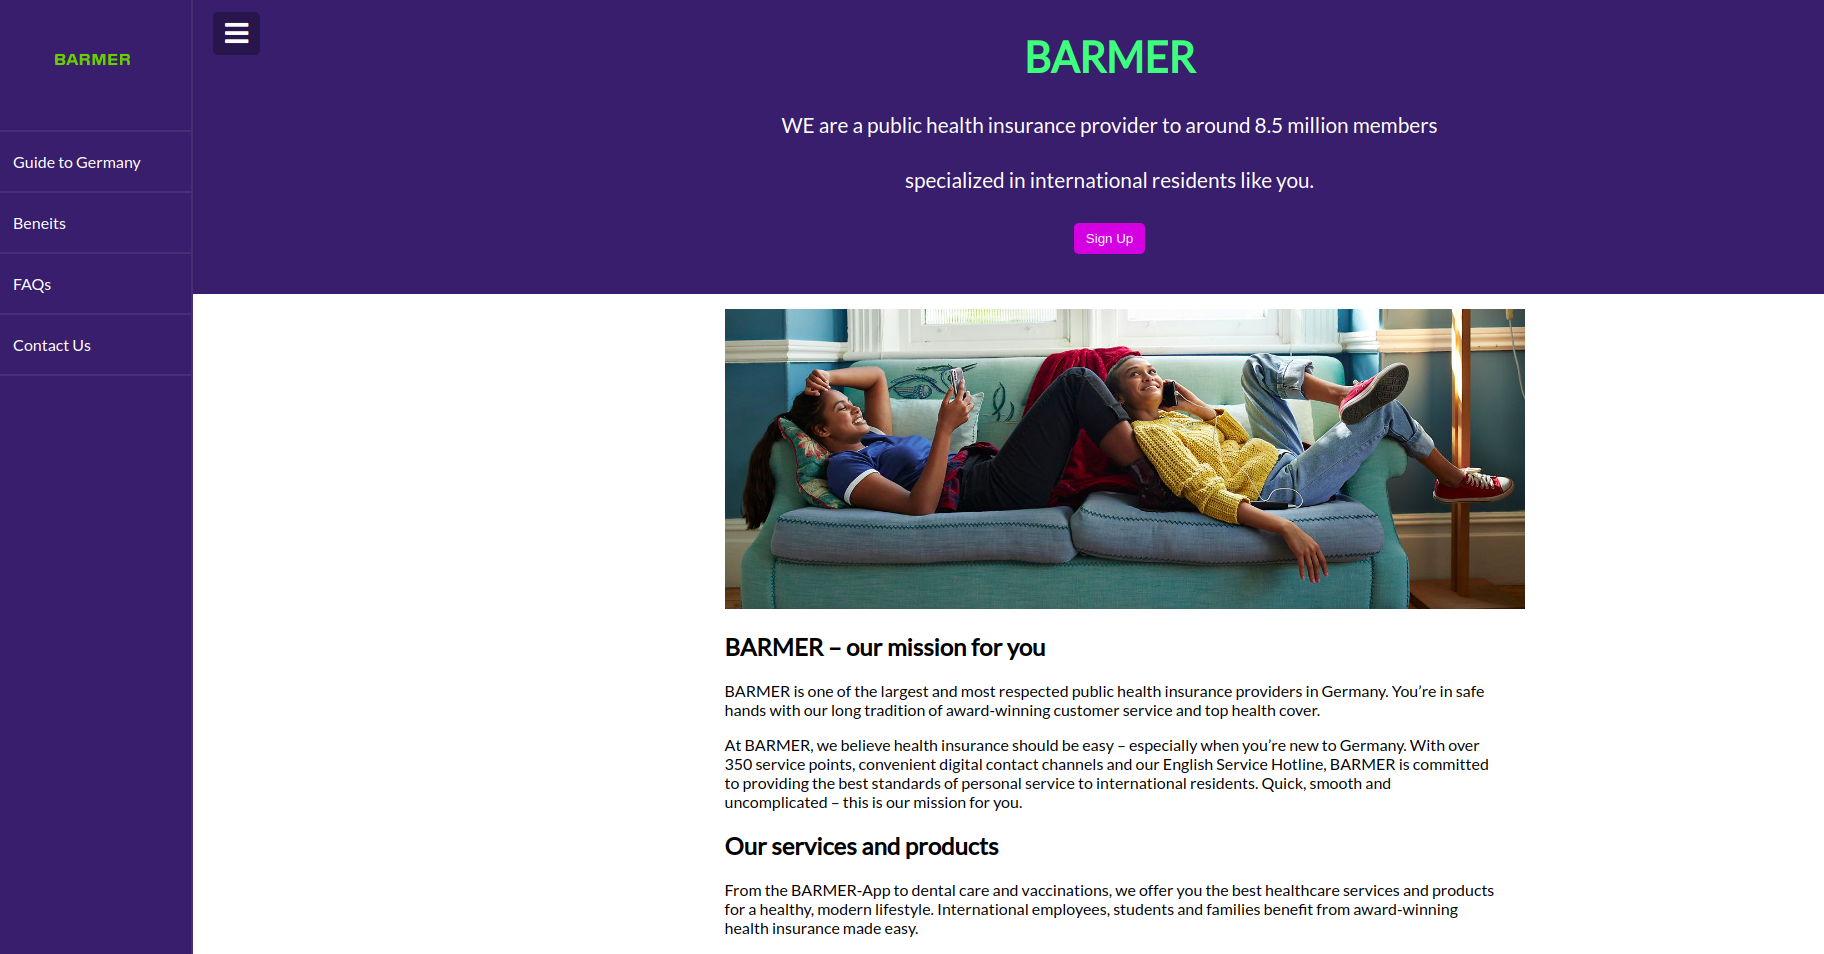 BARMER
Guide to Germany
Beneits
FAQs
Contact Us
BARMER
WE are a public health insurance provider to around 8.5 million members
specialized in international residents like you.
Sign Up
BARMER – our mission for you
BARMER is one of the largest and most respected public health insurance providers in Germany. You’re in safe
hands with our long tradition of award-winning customer service and top health cover.
At BARMER, we believe health insurance should be easy – especially when you’re new to Germany. With over
350 service points, convenient digital contact channels and our English Service Hotline, BARMER is committed
to providing the best standards of personal service to international residents. Quick, smooth and
uncomplicated – this is our mission for you.
Our services and products
From the BARMER-App to dental care and vaccinations, we offer you the best healthcare services and products
for a healthy, modern lifestyle. International employees, students and families benefit from award-winning
health insurance made easy.